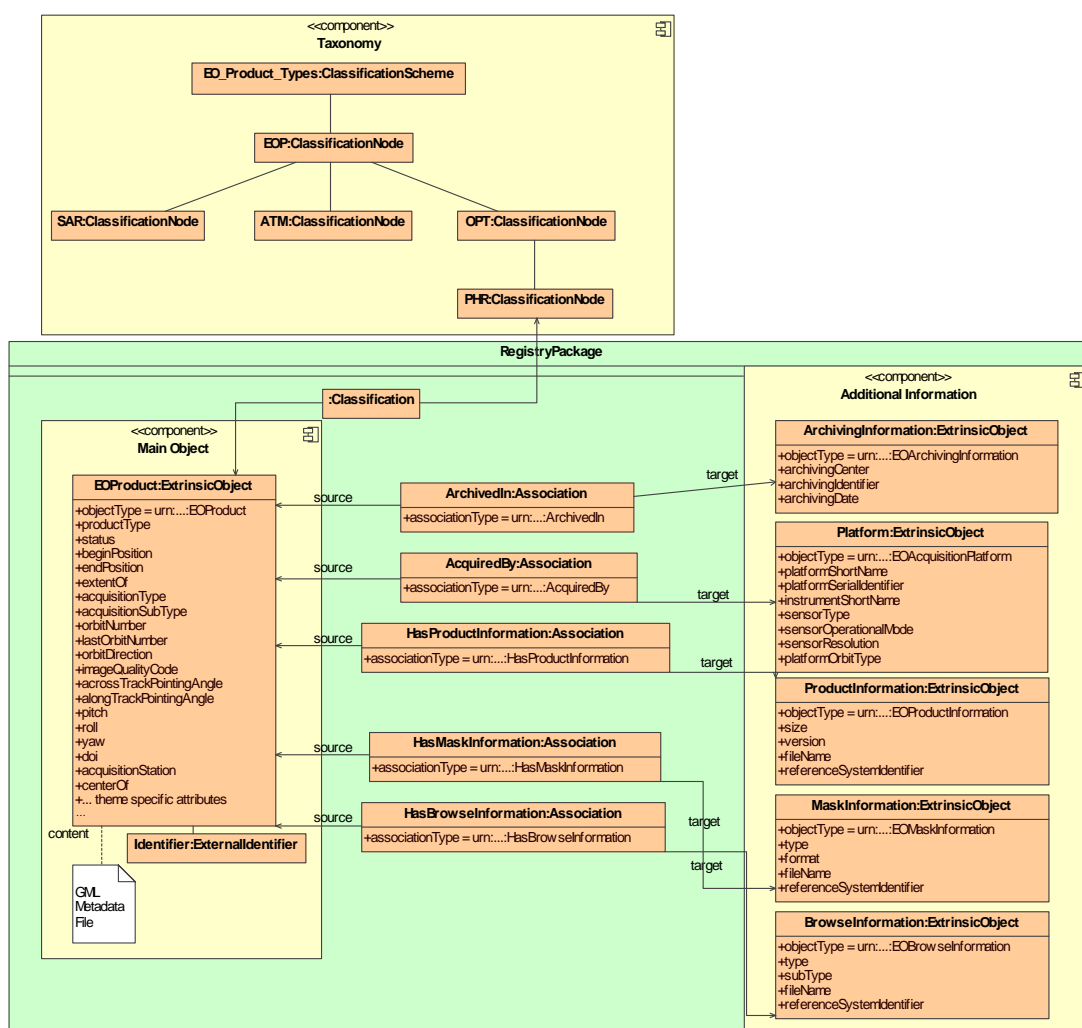 <<component>>
Taxonomy
EO_Product_Types:ClassificationScheme
EOP:ClassificationNode
SAR:ClassificationNode
ATM:ClassificationNode
OPT:ClassificationNode
PHR:ClassificationNode
RegistryPackage
:Classification
<<component>>
Main Object
EOProduct:ExtrinsicObject
+objectType = urn:...:EOProduct
+productType
+status
+beginPosition
+endPosition
+extentOf
+acquisitionType
+acquisitionSubType
+orbitNumber
+lastOrbitNumber
+orbitDirection
+imageQualityCode
+acrossTrackPointingAngle
+alongTrackPointingAngle
+pitch
+roll
+yaw
+doi
+acquisitionStation
+centerOf
+... theme specific attributes
...
content
Identifier:ExternalIdentifier
GML
Metadata
File
source
ArchivedIn:Association
+associationType = urn:...:ArchivedIn
target
source
AcquiredBy:Association
+associationType = urn:...:AcquiredBy
target
source
HasProductInformation:Association
+associationType = urn:...:HasProductInformation
target
source
HasMaskInformation:Association
+associationType = urn:...:HasMaskInformation
target
source
HasBrowseInformation:Association
+associationType = urn:...:HasBrowseInformation
target
<<component>>
Additional Information
ArchivingInformation:ExtrinsicObject
+objectType = urn:...:EOArchivingInformation
+archivingCenter
+archivingIdentifier
+archivingDate
Platform:ExtrinsicObject
+objectType = urn:...:EOAcquisitionPlatform
+platformShortName
+platformSerialIdentifier
+instrumentShortName
+sensorType
+sensorOperationalMode
+sensorResolution
+platformOrbitType
ProductInformation:ExtrinsicObject
+objectType = urn:...:EOProductInformation
+size
+version
+fileName
+referenceSystemIdentifier
MaskInformation:ExtrinsicObject
+objectType = urn:...:EOMaskInformation
+type
+format
+fileName
+referenceSystemIdentifier
BrowseInformation:ExtrinsicObject
+objectType = urn:...:EOBrowseInformation
+type
+subType
+fileName
+referenceSystemIdentifier